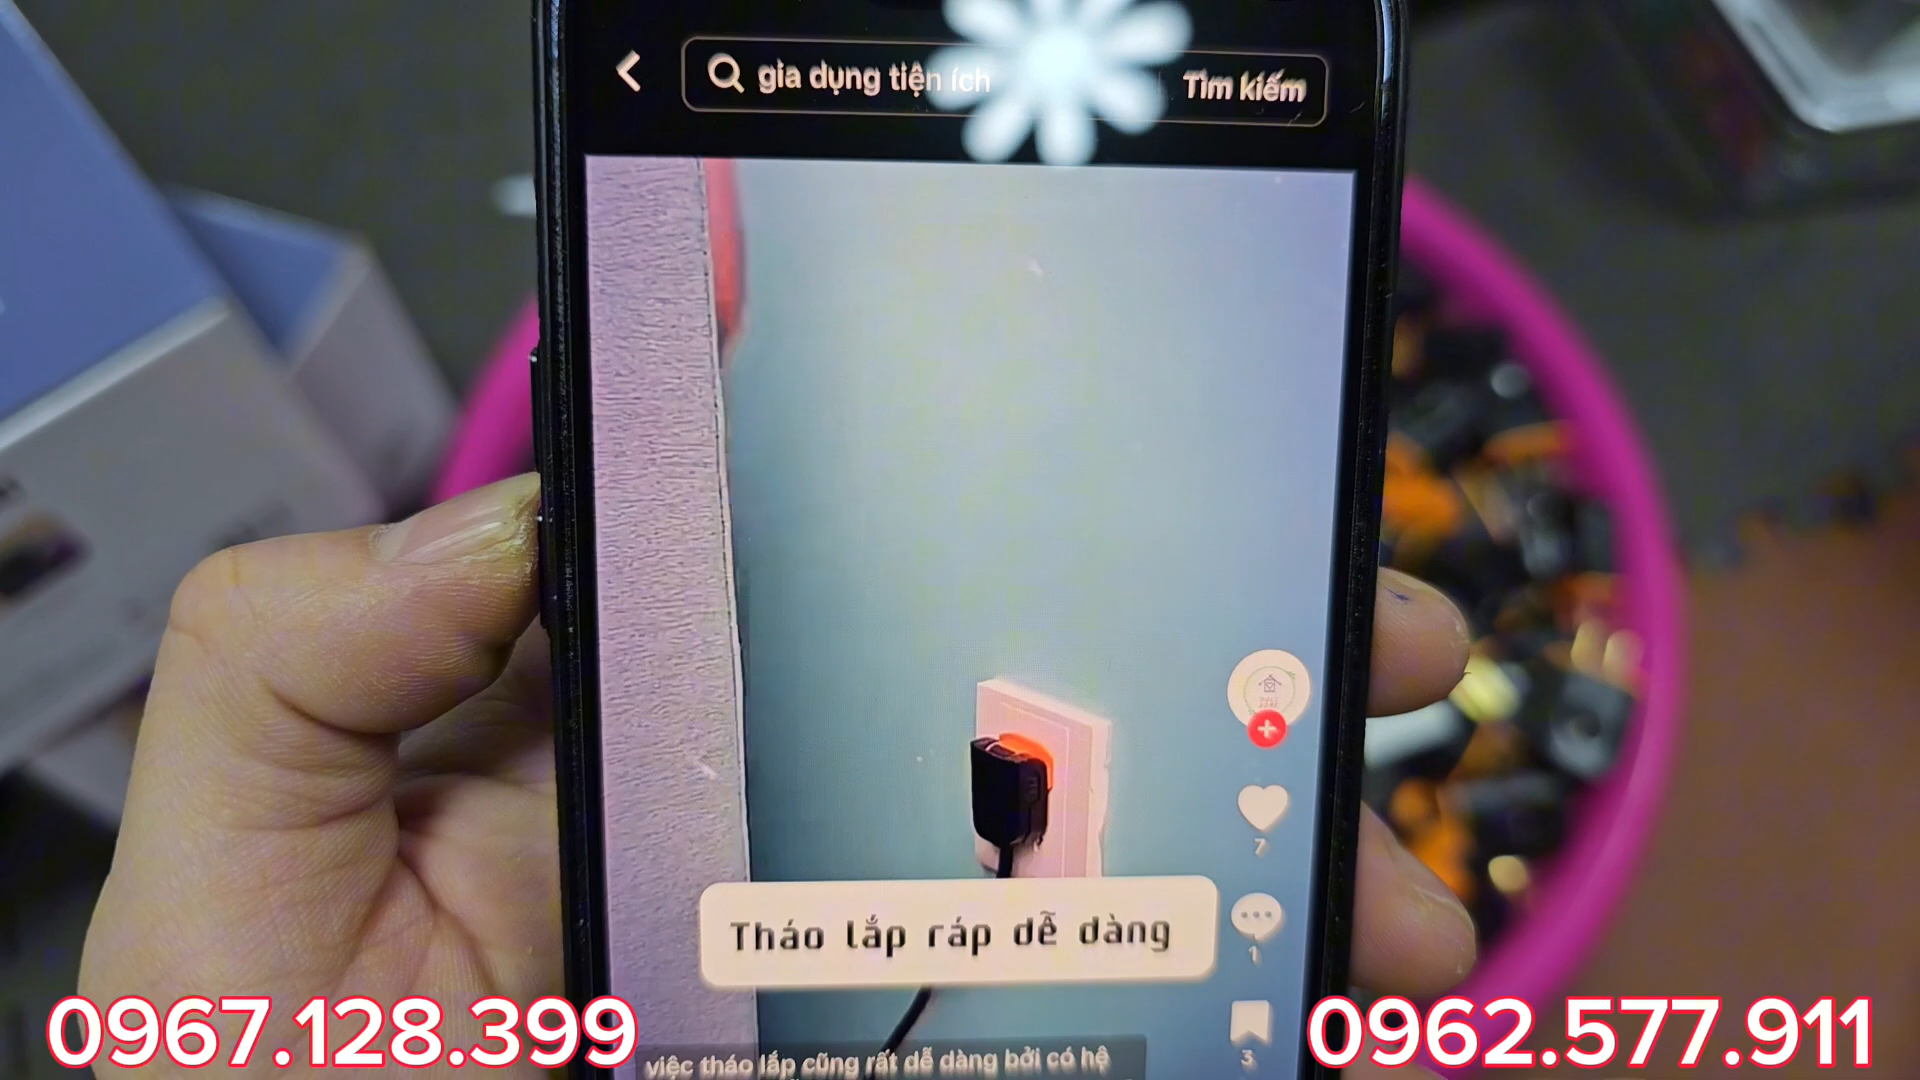 gia dụng tiện ích
Tìm kiếm
7
Tháo lắp ráp dễ dàng
1
3
việc tháo lắp cũng rất dễ dàng bởi có hệ
0967.128.399
0962.577.911